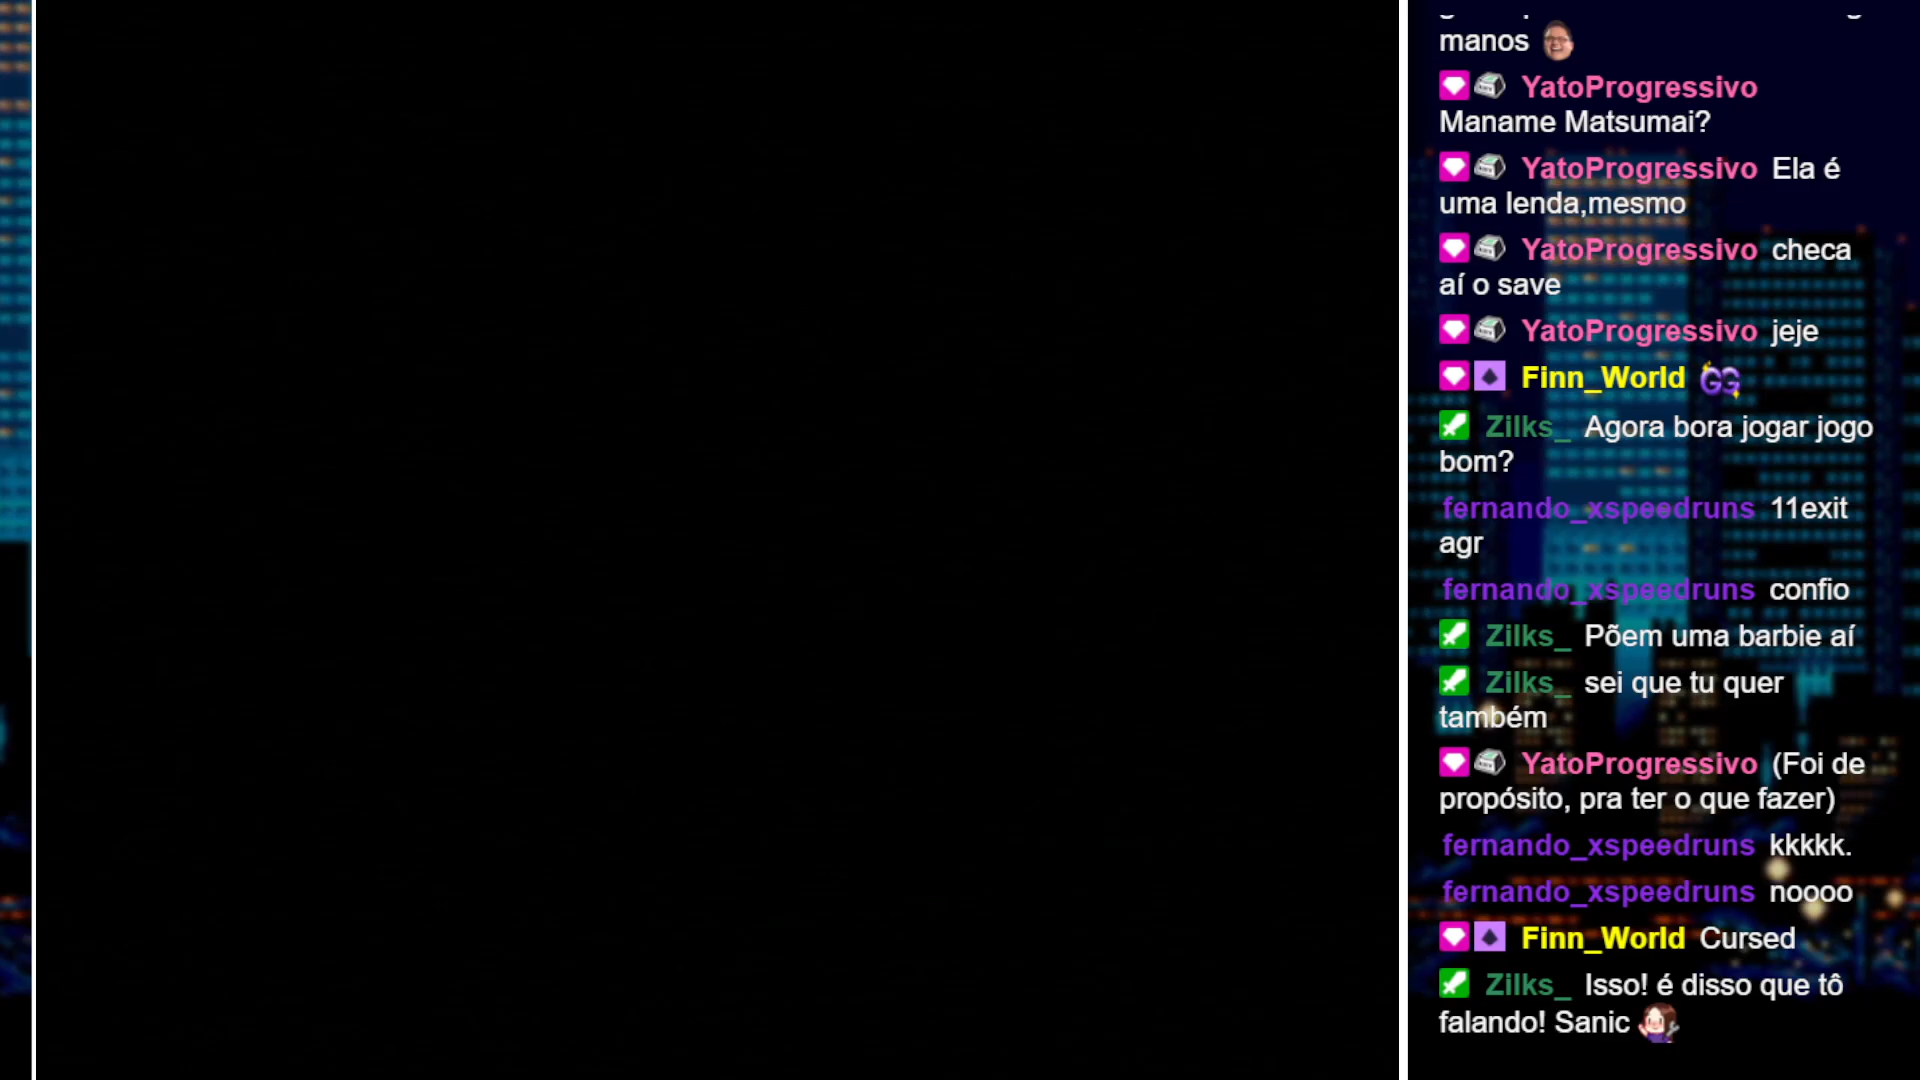 manos
YatoProgressivo
Maname Matsumai?
YatoProgressivo Ela é
uma lenda,mesmo
YatoProgressivo checa
aí o save
YatoProgressivo jeje
Finn_World GG
Zilks_ Agora bora jogar jogo
bom?
fernando_xspeedruns 11exit
agr
fernando_xspeedruns confio
Zilks_ Põem uma barbie aí
Zilks_ sei que tu quer
também
YatoProgressivo (Foi de
propósito, pra ter o que fazer)
fernando_xspeedruns kkkkk.
fernando_xspeedruns noooo
Finn_World Cursed
Zilks_ Isso! é disso que tô
falando! Sanic